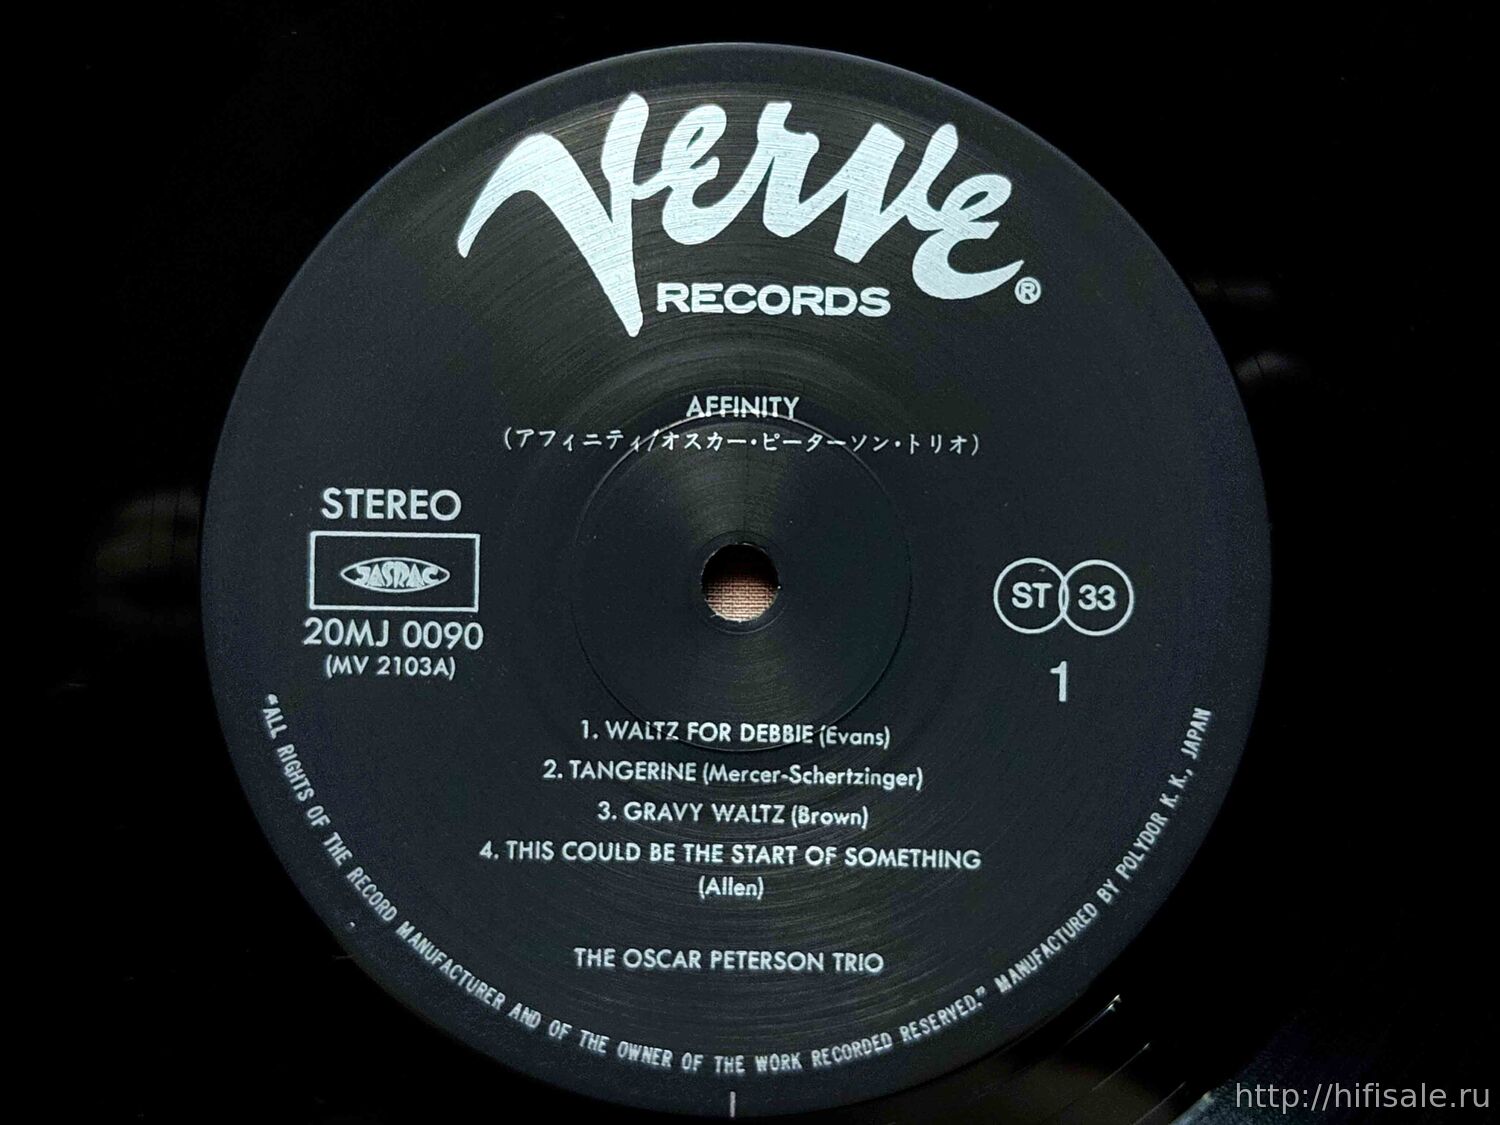 Verve
RECORDS ®
AFFINITY
(アフィニティ/オスカー・ピーターソン・トリオ)
STEREO
JASRAC
20MJ 0090
(MV 2103A)
ST 33
1
1. WALTZ FOR DEBBIE (Evans)
2. TANGERINE (Mercer-Schertzinger)
3. GRAVY WALTZ (Brown)
4. THIS COULD BE THE START OF SOMETHING
(Allen)
THE OSCAR PETERSON TRIO
"ALL RIGHTS OF THE RECORD MANUFACTURER AND OF THE OWNER OF THE WORK RECORDED RESERVED." MANUFACTURED BY POLYDOR K. K., JAPAN
http://hifisale.ru